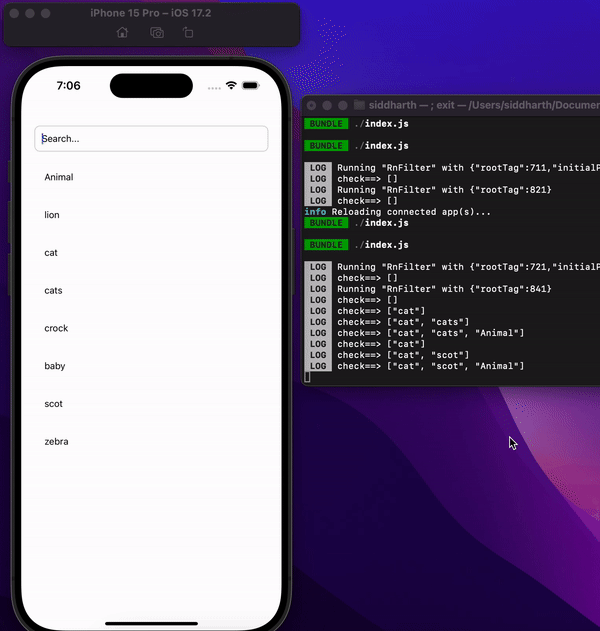 iPhone 15 Pro – iOS 17.2
7:06
Search...
Animal
lion
cat
cats
crock
baby
scot
zebra
siddharth — ; exit — /Users/siddharth/Documen
BUNDLE ./index.js
BUNDLE ./index.js
LOG Running "RnFilter" with {"rootTag":711,"initialP
LOG check==> []
LOG Running "RnFilter" with {"rootTag":821}
LOG check==> []
info Reloading connected app(s)...
BUNDLE ./index.js
BUNDLE ./index.js
LOG Running "RnFilter" with {"rootTag":721,"initialP
LOG check==> []
LOG Running "RnFilter" with {"rootTag":841}
LOG check==> []
LOG check==> ["cat"]
LOG check==> ["cat", "cats"]
LOG check==> ["cat", "cats", "Animal"]
LOG check==> ["cat"]
LOG check==> ["cat", "scot"]
LOG check==> ["cat", "scot", "Animal"]